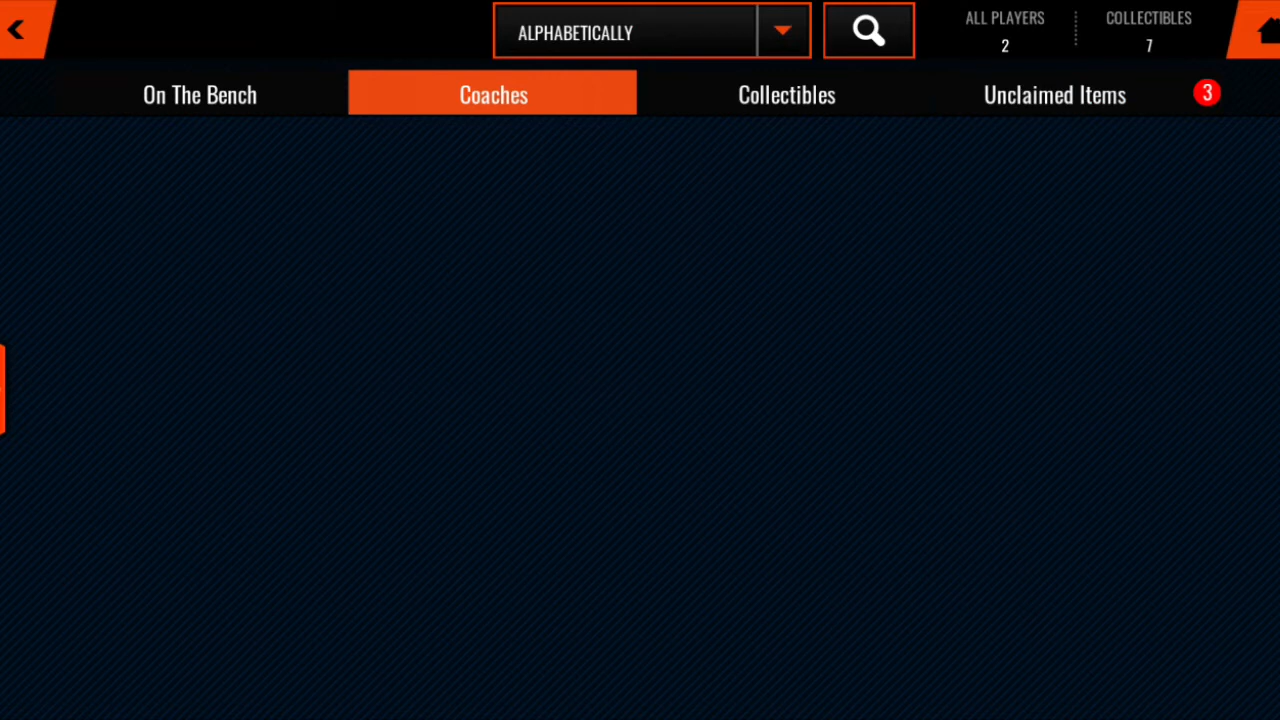 ALPHABETICALLY
ALL PLAYERS
2
COLLECTIBLES
7
On The Bench
Coaches
Collectibles
Unclaimed Items
3